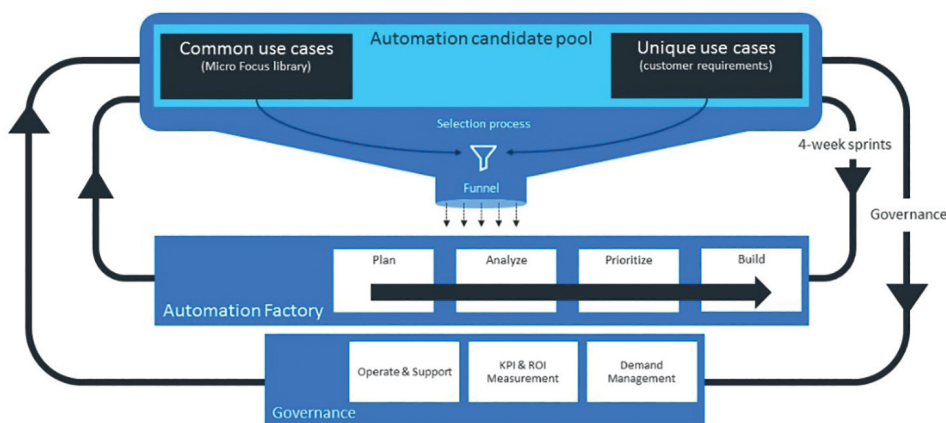 Automation candidate pool
Common use cases
(Micro Focus library)
Unique use cases
(customer requirements)
Selection process
Funnel
4-week sprints
Governance
Plan
Analyze
Prioritize
Build
Automation Factory
Operate & Support
KPI & ROI
Measurement
Demand
Management
Governance